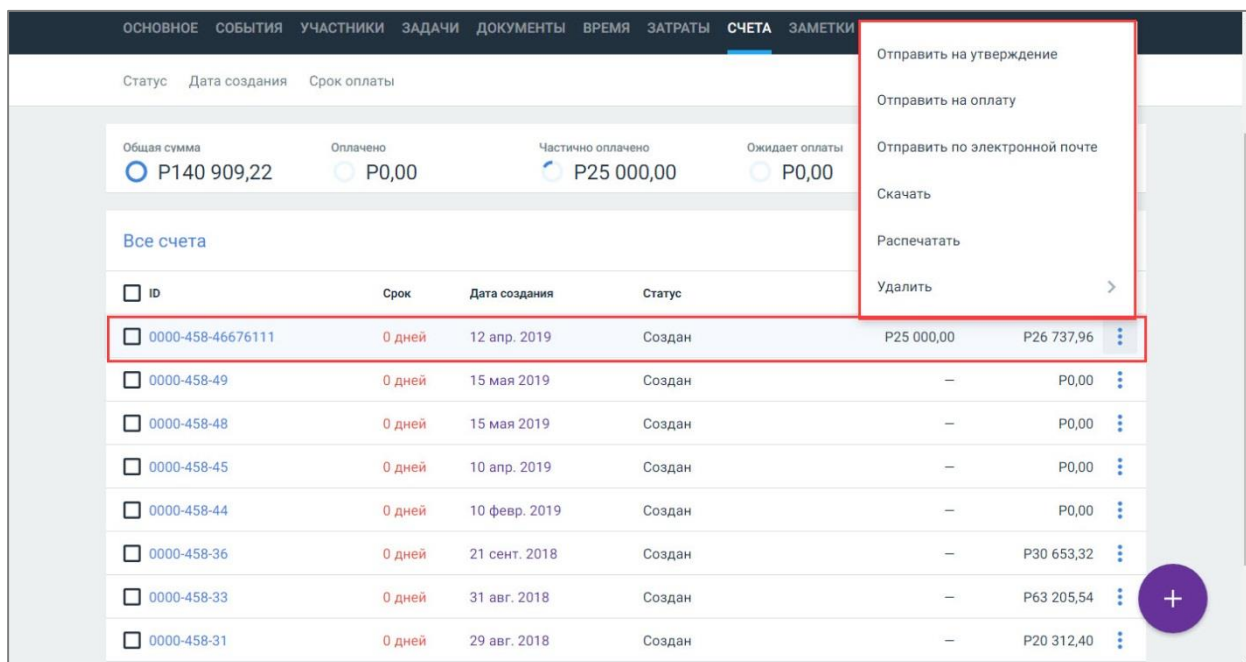 ОСНОВНОЕ СОБЫТИЯ УЧАСТНИКИ ЗАДАЧИ ДОКУМЕНТЫ ВРЕМЯ ЗАТРАТЫ СЧЕТА ЗАМЕТКИ
Статус Дата создания Срок оплаты
Отправить на утверждение
Отправить на оплату
Отправить по электронной почте
Скачать
Распечатать
Удалить
Общая сумма Оплачено Частично оплачено Ожидает оплаты
Р140 909,22 Р0,00 Р25 000,00 Р0,00
Все счета
ID Срок Дата создания Статус
0000-458-46676111 0 дней 12 апр. 2019 Создан Р25 000,00 Р26 737,96
0000-458-49 0 дней 15 мая 2019 Создан — Р0,00
0000-458-48 0 дней 15 мая 2019 Создан — Р0,00
0000-458-45 0 дней 10 апр. 2019 Создан — Р0,00
0000-458-44 0 дней 10 февр. 2019 Создан — Р0,00
0000-458-36 0 дней 21 сент. 2018 Создан — Р30 653,32
0000-458-33 0 дней 31 авг. 2018 Создан — Р63 205,54
0000-458-31 0 дней 29 авг. 2018 Создан — Р20 312,40